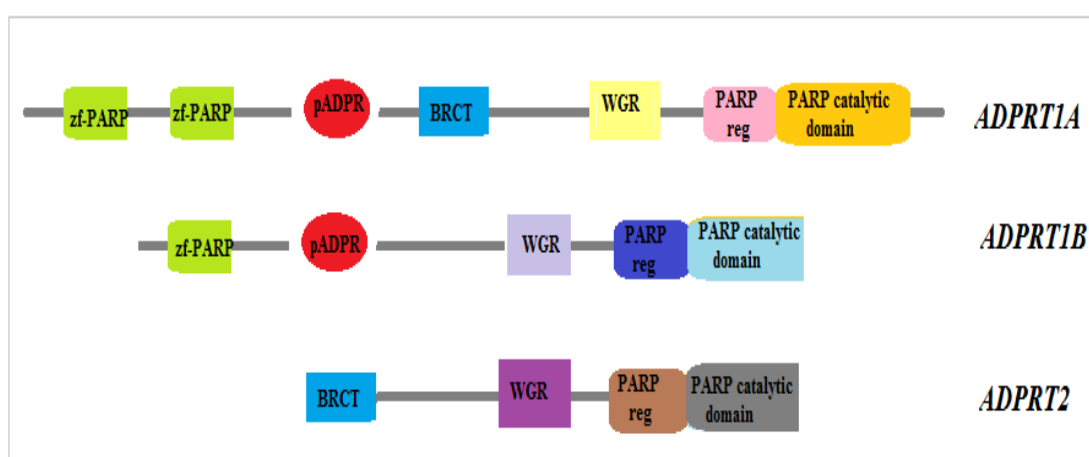 zf-PARP
zf-PARP
pADPR
BRCT
WGR
PARP
reg
PARP catalytic
domain
ADPRT1A
zf-PARP
pADPR
WGR
PARP
reg
PARP catalytic
domain
ADPRT1B
BRCT
WGR
PARP
reg
PARP catalytic
domain
ADPRT2